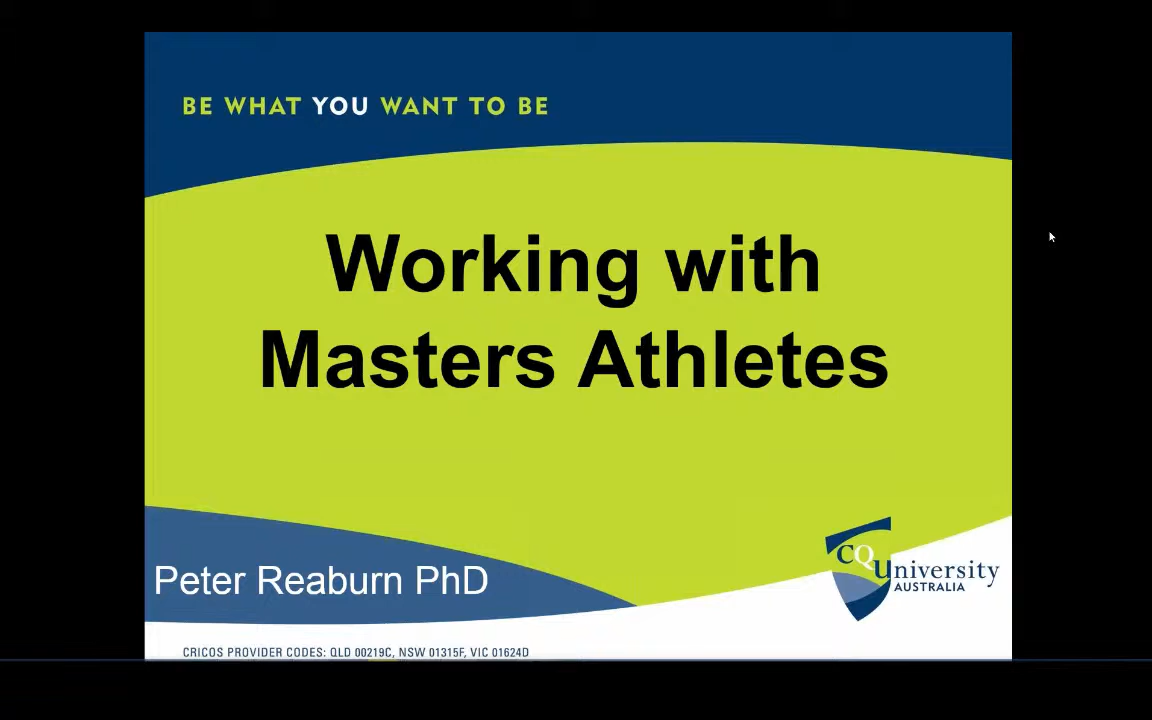 BE WHAT YOU WANT TO BE
Working with
Masters Athletes
Peter Reaburn PhD
CQUniversity
AUSTRALIA
CRICOS PROVIDER CODES: QLD 00219C, NSW 01315F, VIC 01624D